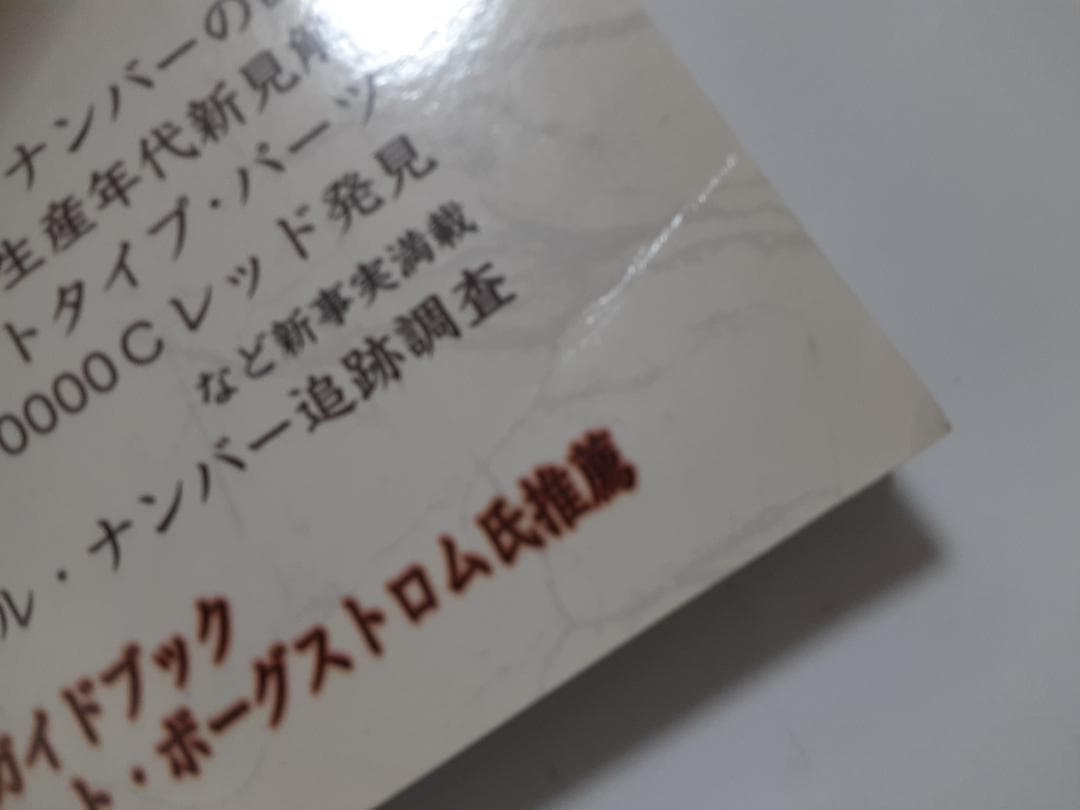 ナンバーの
生産年代新見解
トタイプ・パーツ
0000Cレッド発見
など新事実満載
ル・ナンバー追跡調査
ガイドブック
ト・ボーグストロム氏推薦